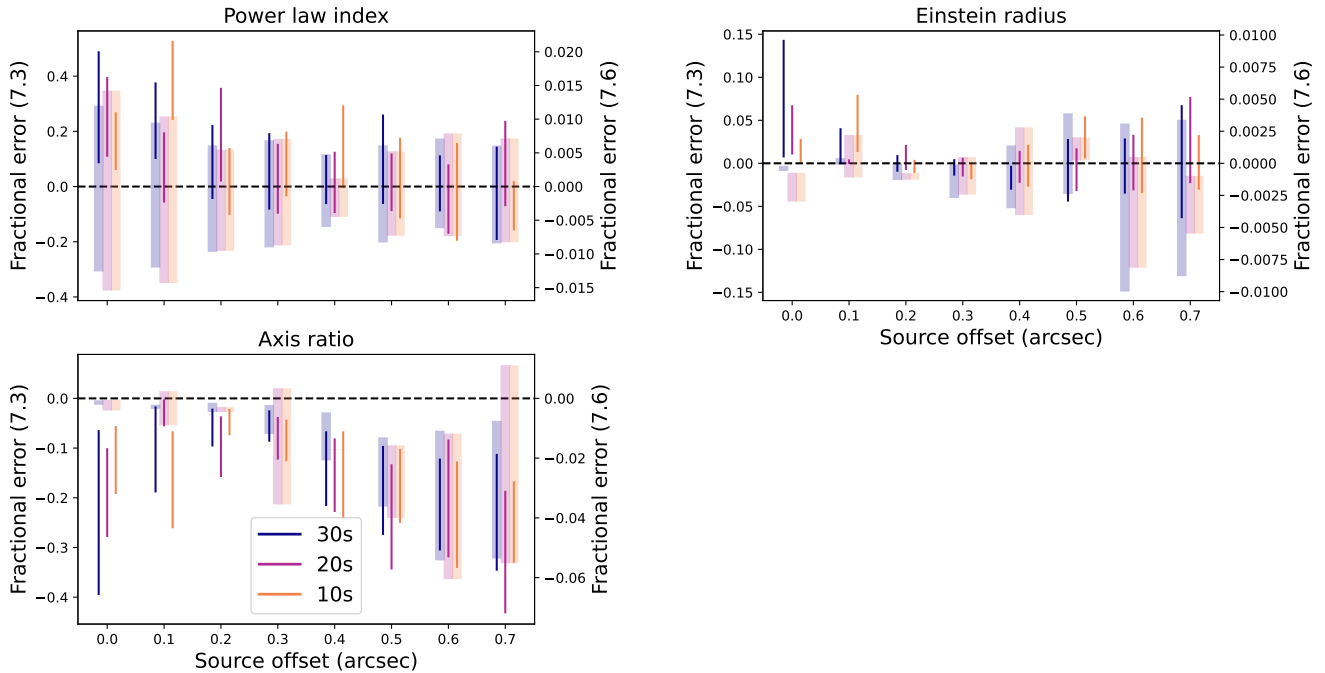 Power law index
Fractional error (7.3)
0.4
0.2
0.0
−0.2
−0.4
0.020
0.015
0.010
0.005
0.000
−0.005
−0.010
−0.015
Fractional error (7.6)
Einstein radius
Fractional error (7.3)
0.15
0.10
0.05
0.00
−0.05
−0.10
−0.15
0.0100
0.0075
0.0050
0.0025
0.0000
−0.0025
−0.0050
−0.0075
−0.0100
Fractional error (7.6)
0.0 0.1 0.2 0.3 0.4 0.5 0.6 0.7
Source offset (arcsec)
Axis ratio
Fractional error (7.3)
0.0
−0.1
−0.2
−0.3
−0.4
30s
20s
10s
0.00
−0.02
−0.04
−0.06
Fractional error (7.6)
0.0 0.1 0.2 0.3 0.4 0.5 0.6 0.7
Source offset (arcsec)